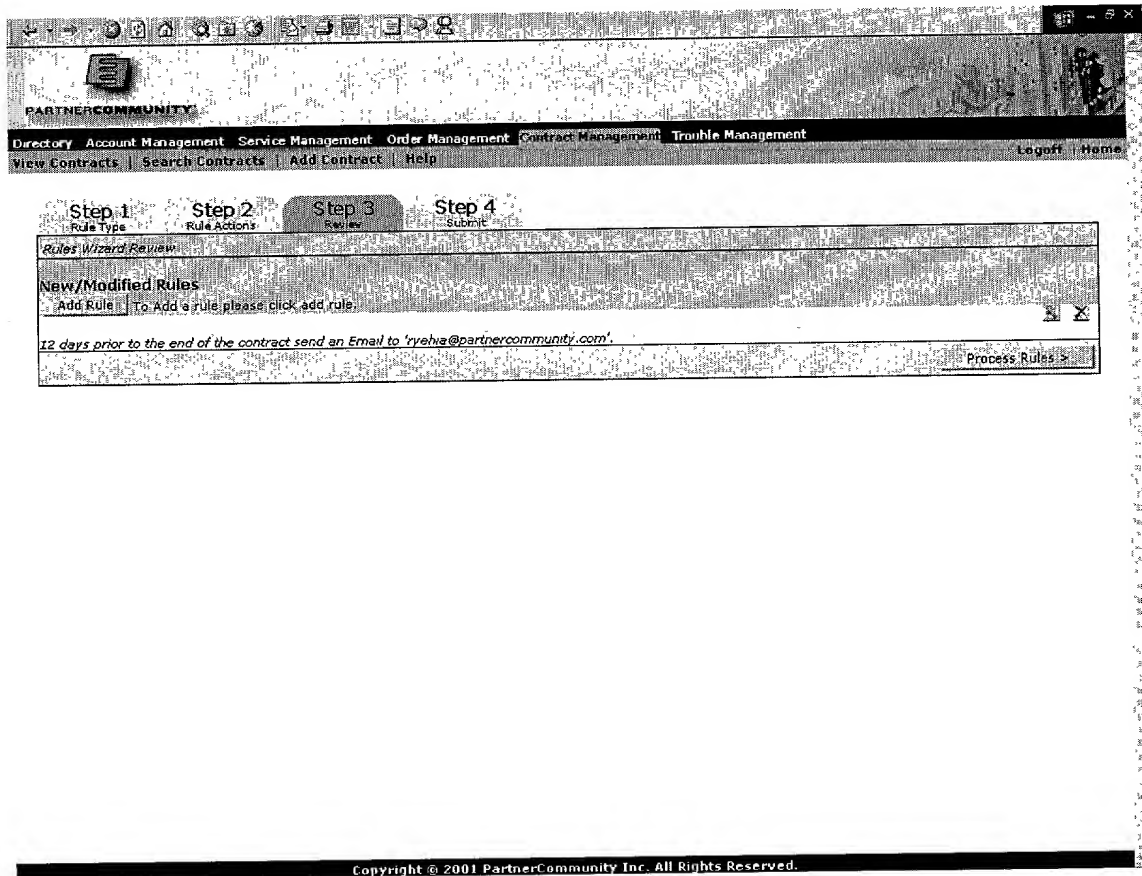 PARTNERCOMMUNITY
Directory Account Management Service Management Order Management Contract Management Trouble Management
View Contracts | Search Contracts | Add Contract | Help Logoff | Home
Step 1 Step 2 Step 3 Step 4
Rule Type Rule Actions Review Submit
Rules Wizard Review
New/Modified Rules
Add Rule To Add a rule please click add rule.
12 days prior to the end of the contract send an Email to 'ryehia@partnercommunity.com'.
Process Rules >
Copyright © 2001 PartnerCommunity Inc. All Rights Reserved.